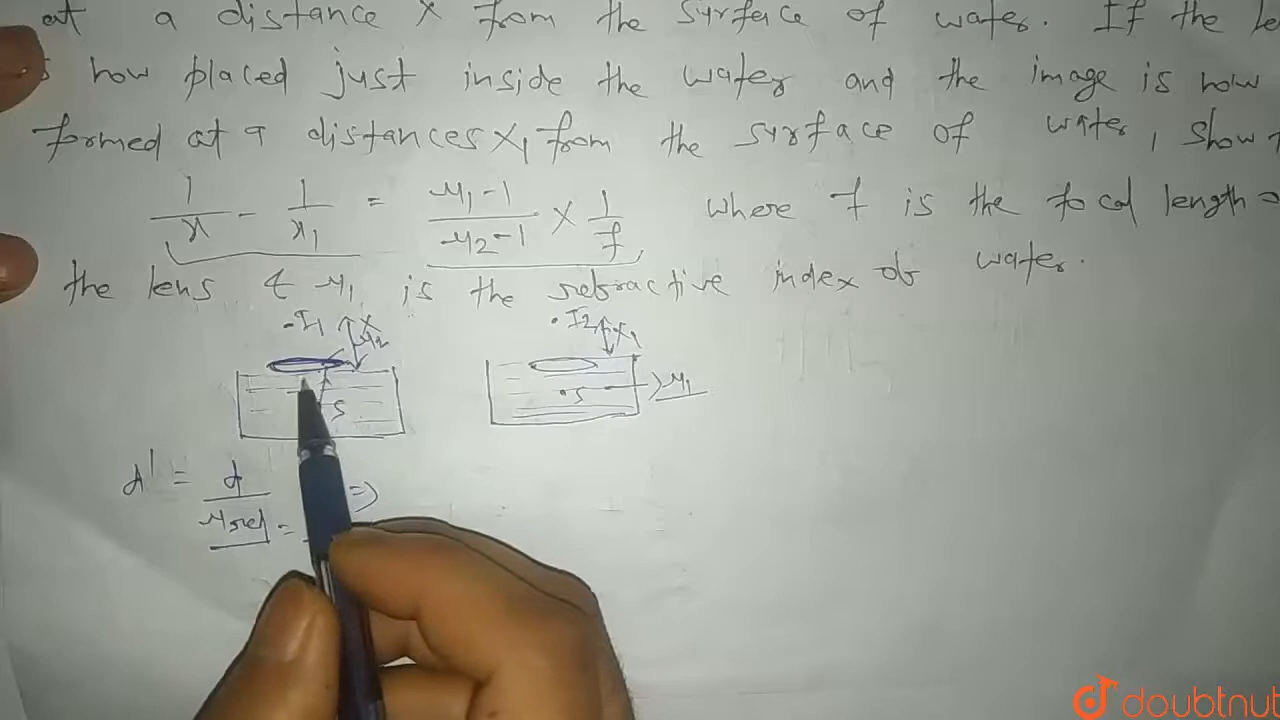 at a distance x from the surface of water. If the le
s now placed just inside the water and the image is now
formed at a distances x₁ from the surface of water, show t
1/x - 1/x₁ = μ₁-1/μ₂-1 × 1/f where f is the focal length o
the lens & μ₁ is the refractive index of water.
.I₁ x .I₂ x₁
μ₂
S .S μ₁
d' = d/μrel = =>
doubtnut